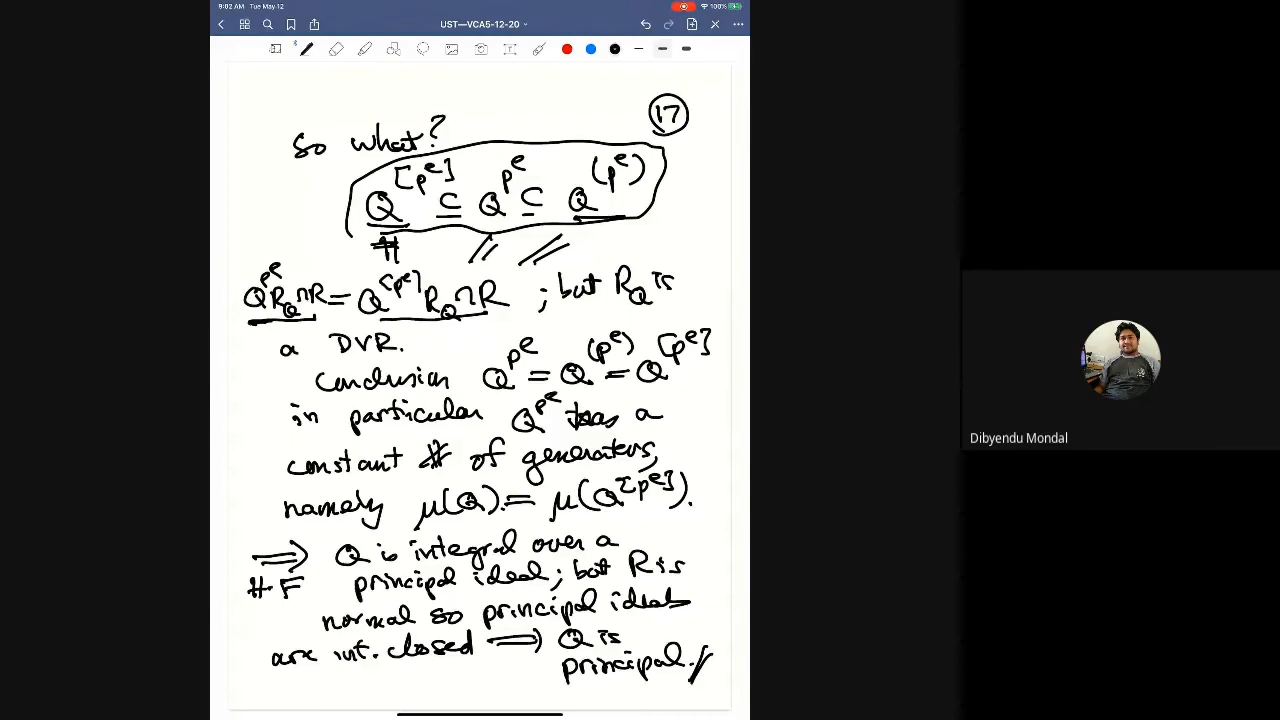 9:02 AM Tue May 12
100%
UST—VCA5-12-20
17
So what?
Q^[p^e] ⊆ Q^{p^e} ⊆ Q^(p^e)
Q^{p^e}R_Q∩R = Q^[p^e] R_Q∩R ; but R_Q is
a DVR.
Conclusion Q^{p^e} = Q^(p^e) = Q^[p^e]
in particular Q^{p^e} has a
constant # of generators,
namely μ(Q) = μ(Q^[p^e]).
⟹ Q is integral over a
H-F principal ideal; but R is
normal so principal ideals
are int. closed ⟹ Q is
principal. //
Dibyendu Mondal